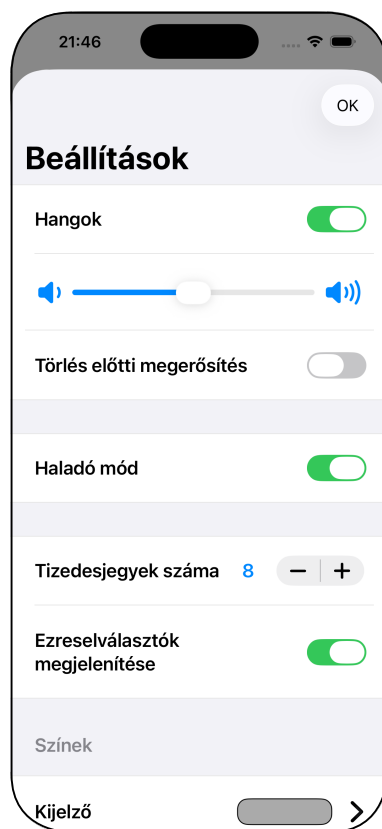 21:46
OK
Beállítások
Hangok
Törlés előtti megerősítés
Haladó mód
Tizedesjegyek száma 8 − +
Ezreselválasztók
megjelenítése
Színek
Kijelző